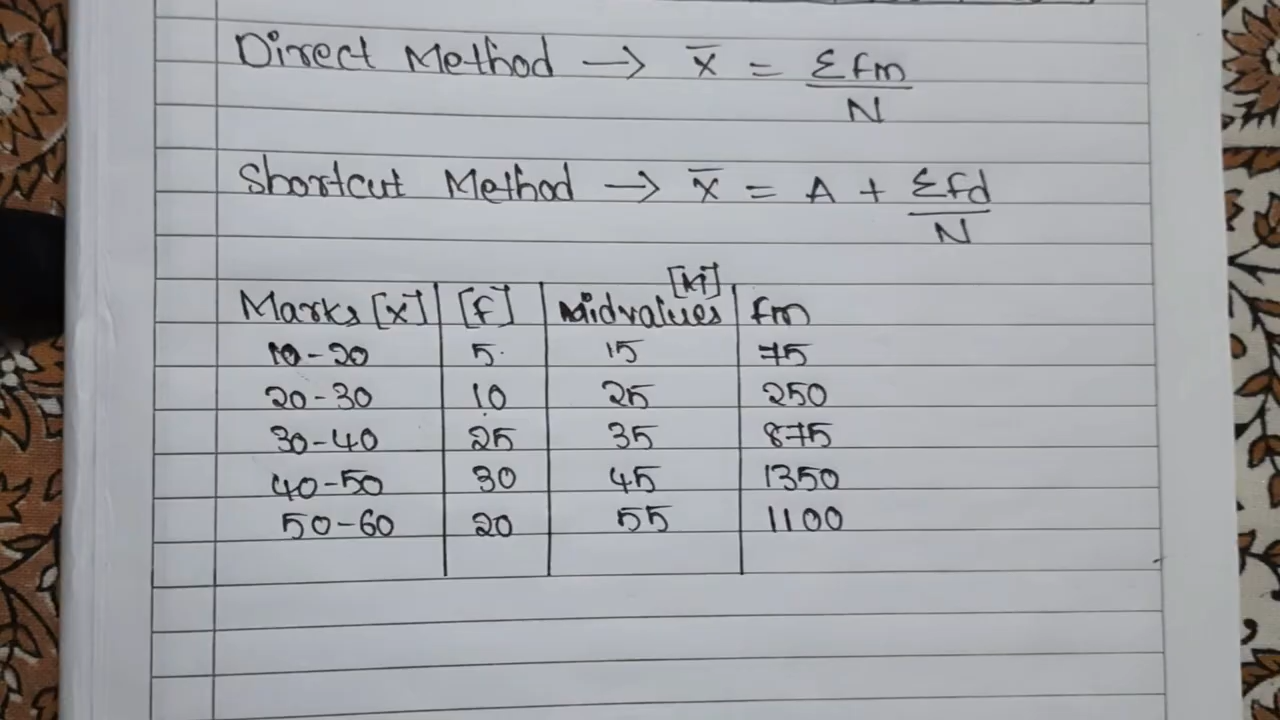 Direct Method → x̄ = Σfm / N
Shortcut Method → x̄ = A + Σfd / N
Marks [x] [f] Midvalues [M] fm
10-20 5 15 75
20-30 10 25 250
30-40 25 35 875
40-50 30 45 1350
50-60 20 55 1100